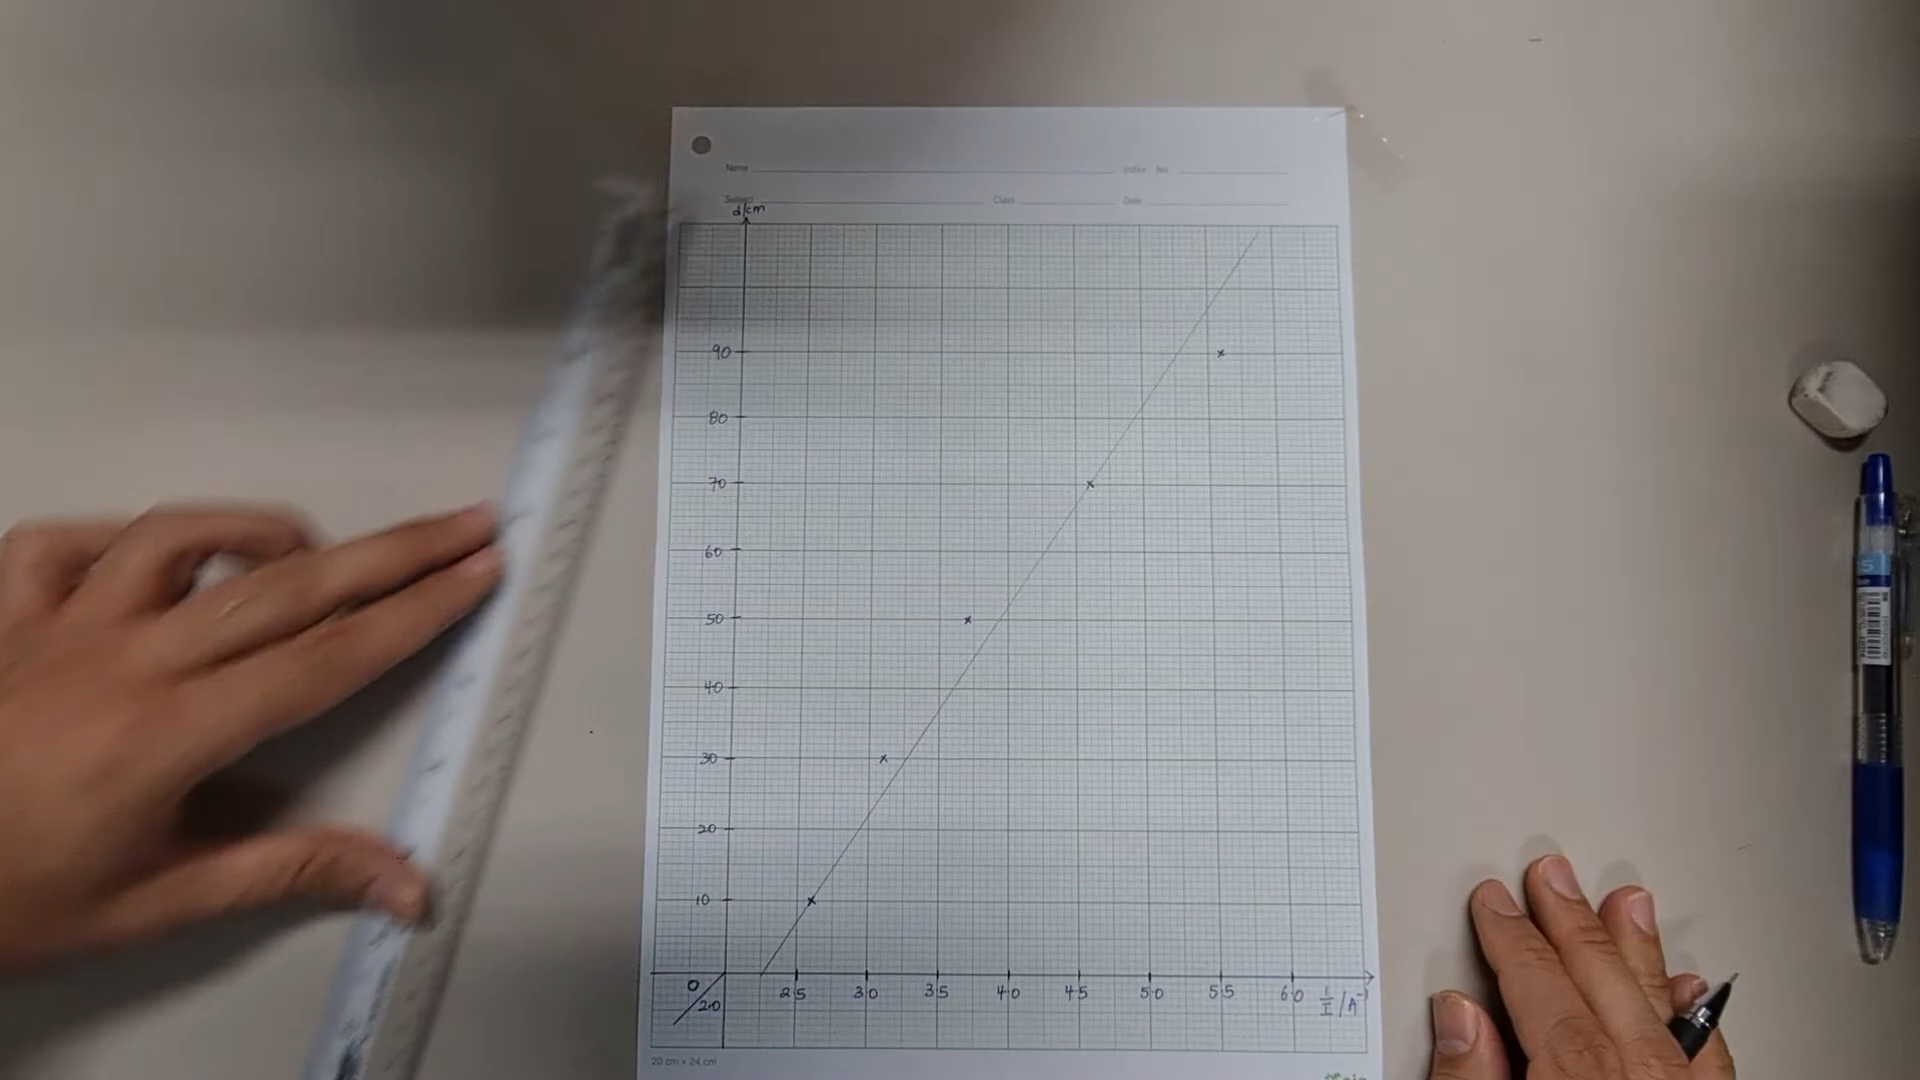 Name Index No
Subject Class Date
d/cm
90
80
70
60
50
40
30
20
10
0
2.0 2.5 3.0 3.5 4.0 4.5 5.0 5.5 6.0 1/I /A⁻¹
20 cm x 24 cm